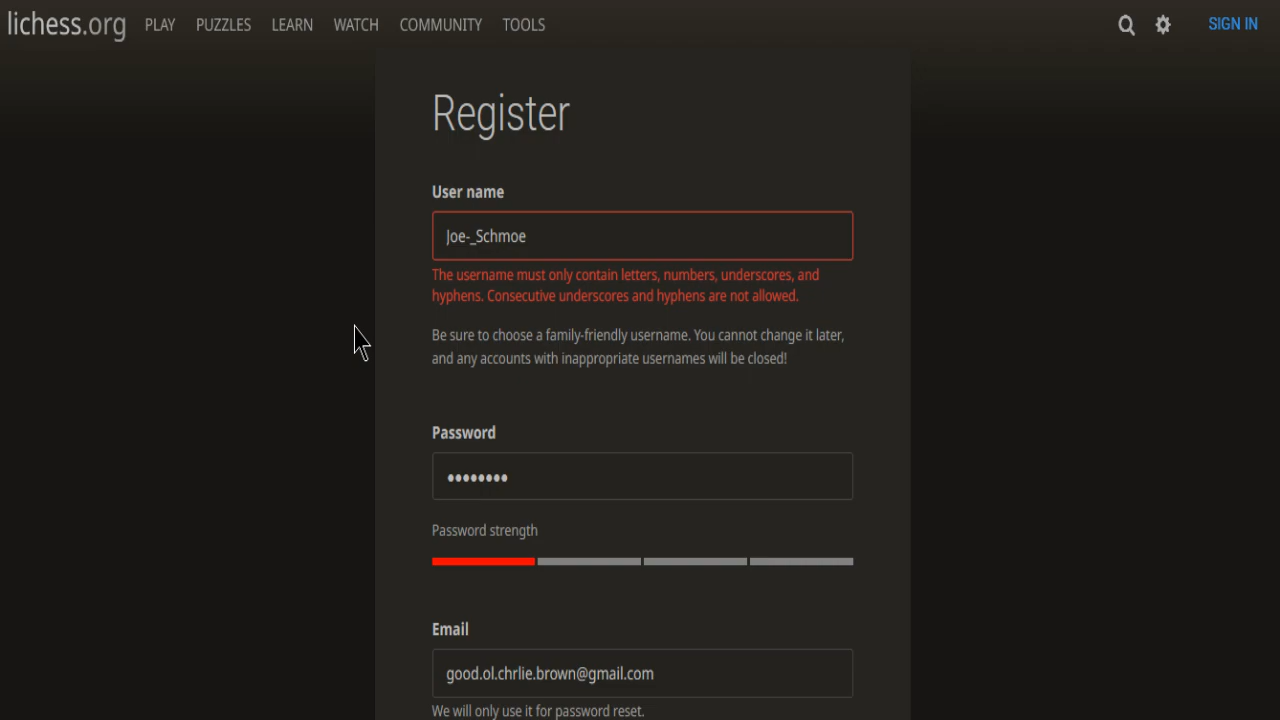 lichess.org PLAY PUZZLES LEARN WATCH COMMUNITY TOOLS SIGN IN
Register
User name
Joe-_Schmoe
The username must only contain letters, numbers, underscores, and
hyphens. Consecutive underscores and hyphens are not allowed.
Be sure to choose a family-friendly username. You cannot change it later,
and any accounts with inappropriate usernames will be closed!
Password
••••••••
Password strength
Email
good.ol.chrlie.brown@gmail.com
We will only use it for password reset.